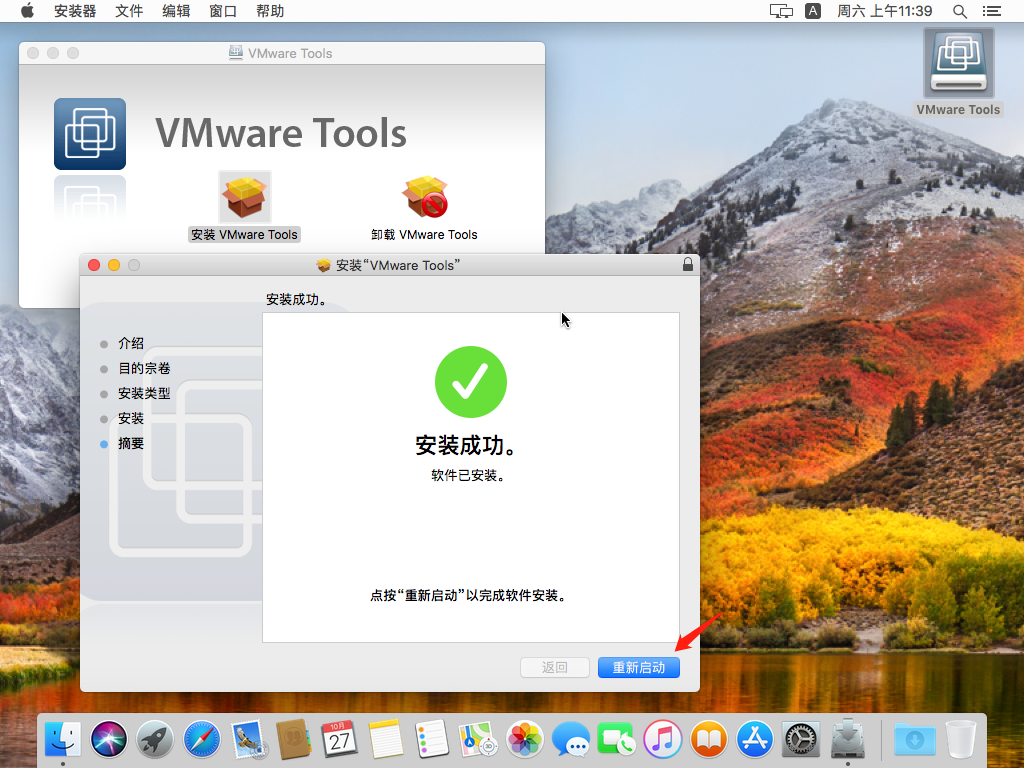 安装器 文件 编辑 窗口 帮助
A 周六 上午11:39
VMware Tools
VMware Tools
VMware Tools
安装 VMware Tools
卸载 VMware Tools
安装“VMware Tools”
安装成功。
介绍
目的宗卷
安装类型
安装
摘要
安装成功。
软件已安装。
点按“重新启动”以完成软件安装。
返回
重新启动
10月
27